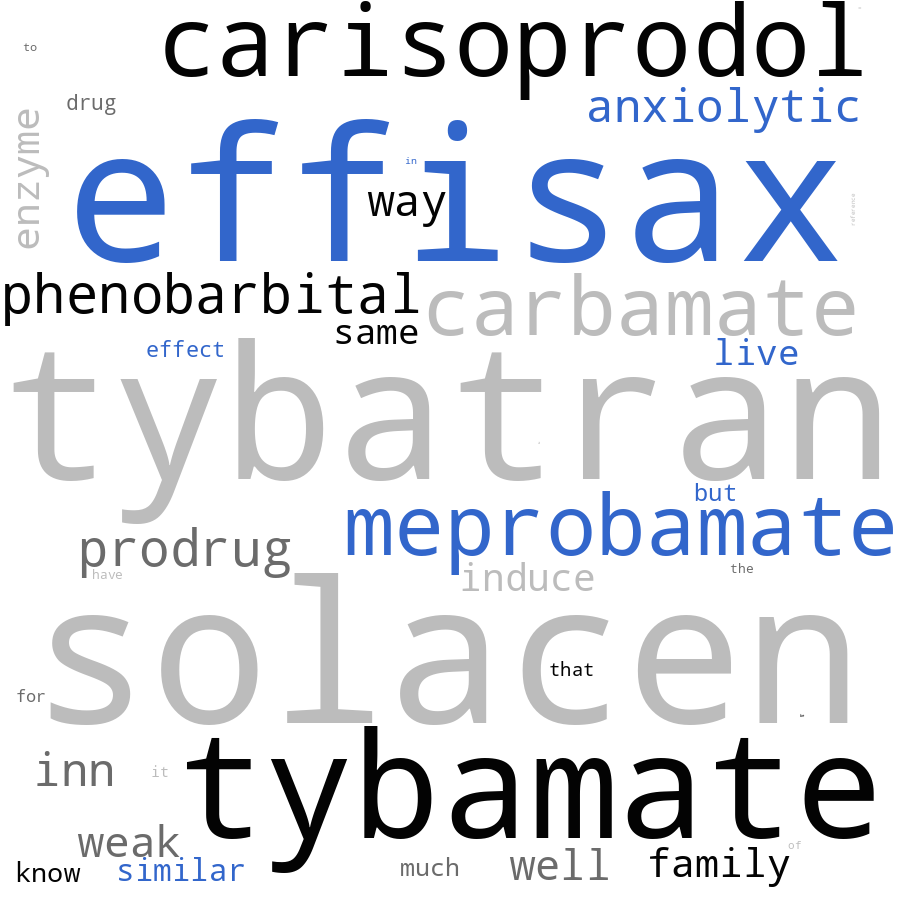 carisoprodol
to
drug
anxiolytic
enzyme
effisax
in
way
reference
phenobarbital
carbamate
same
effect
live
tybatran
but
meprobamate
prodrug
have
induce
the
solacen
that
for
tybamate
inn
it
weak
of
know
similar
much
well
family